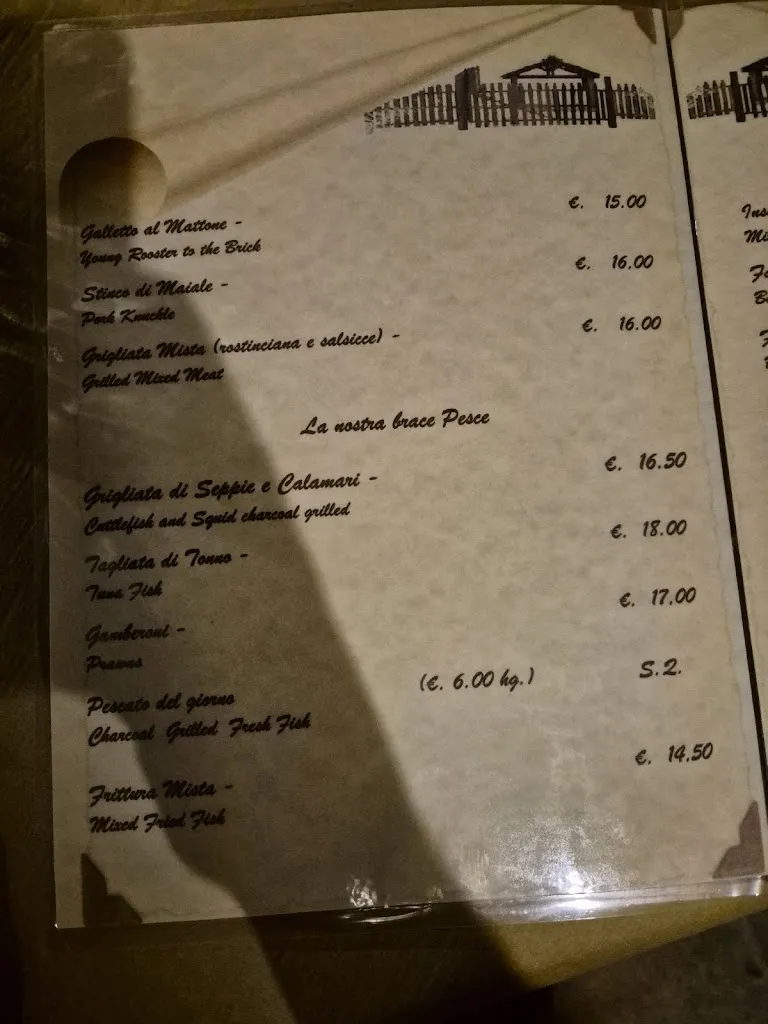 Galletto al Mattone - €. 15.00
Young Rooster to the Brick
Stinco di Maiale - €. 16.00
Pork Knuckle
Grigliata Mista (rostinciana e salsicce) - €. 16.00
Grilled Mixed Meat
La nostra brace Pesce
Grigliata di Seppie e Calamari - €. 16.50
Cuttlefish and Squid charcoal grilled
Tagliata di Tonno - €. 18.00
Tuna Fish
Gamberoni - €. 17.00
Prawns
Pescato del giorno (€. 6.00 hg.) S.2.
Charcoal Grilled Fresh Fish
Frittura Mista - €. 14.50
Mixed Fried Fish